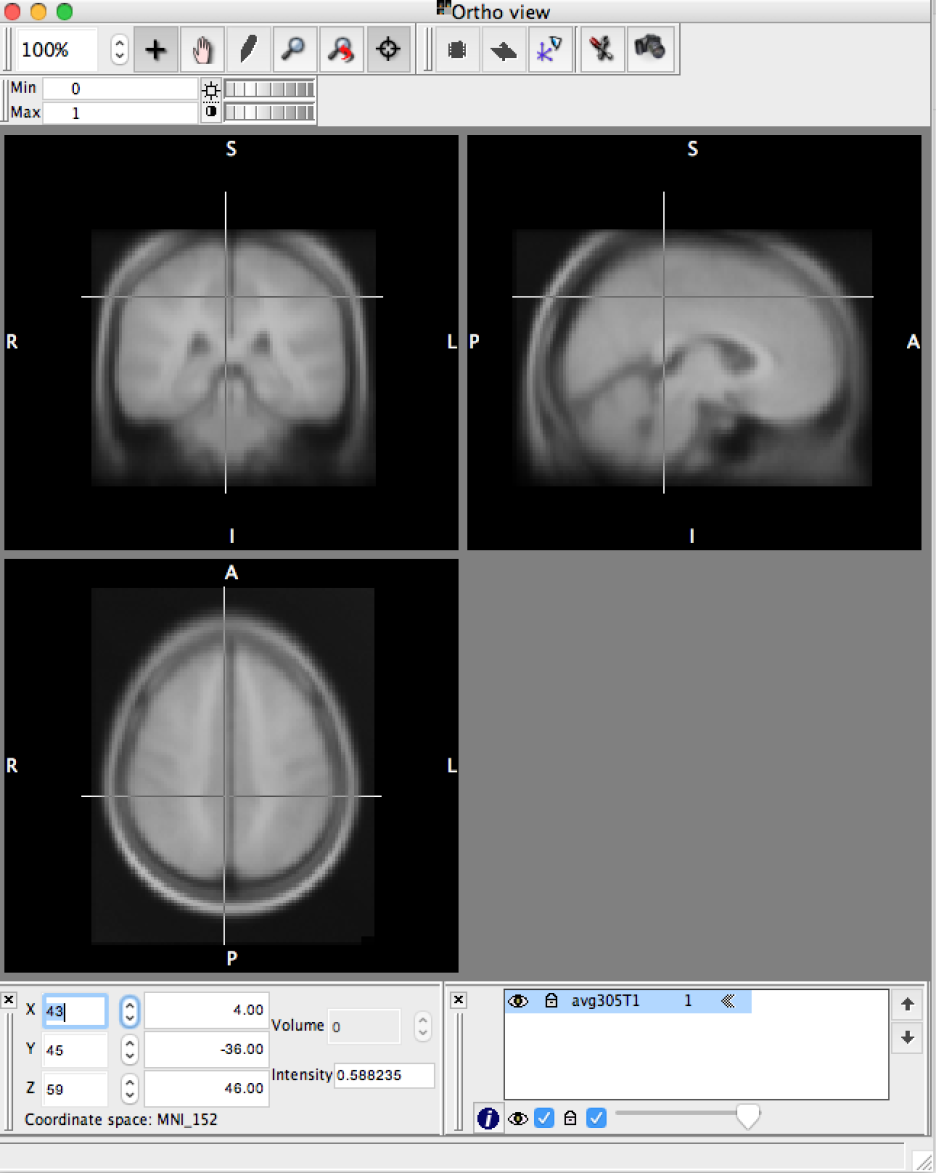 Ortho view
100%
Min 0
Max 1
S
S
R
L
P
A
I
I
A
R
L
P
X 43 4.00
Volume 0
Y 45 -36.00
Intensity 0.588235
Z 59 46.00
Coordinate space: MNI_152
avg305T1 1
i